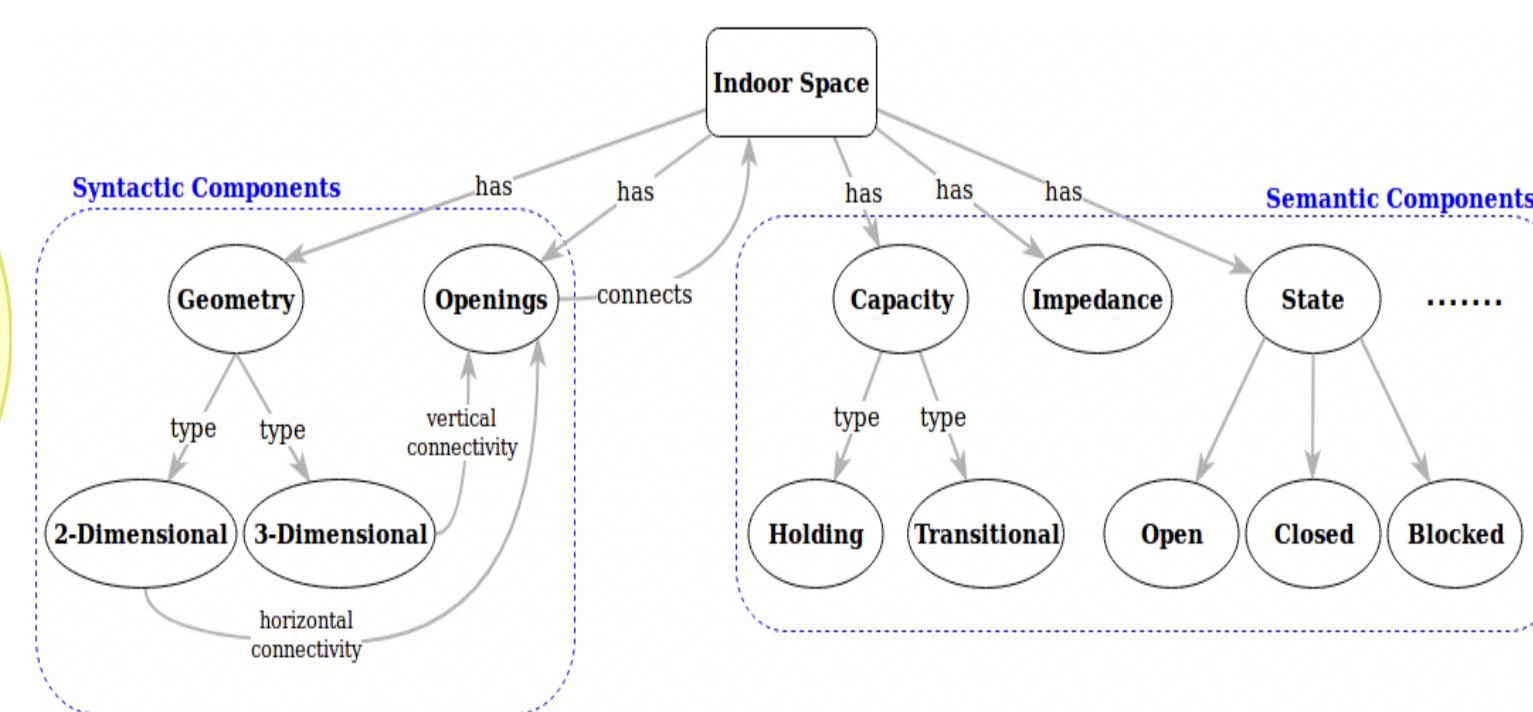 Indoor Space
Syntactic Components
has
has
has
has
has
Semantic Components
Geometry
Openings
connects
Capacity
Impedance
State
.......
type
type
vertical
connectivity
type
type
2-Dimensional
3-Dimensional
Holding
Transitional
Open
Closed
Blocked
horizontal
connectivity